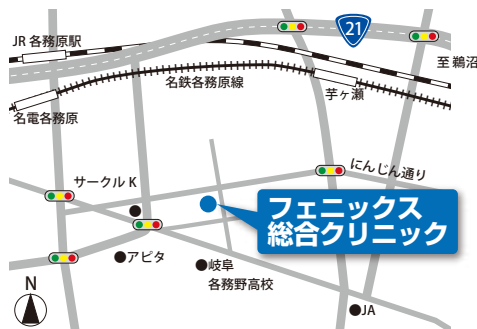 21
JR 各務原駅
至 鵜沼
名鉄各務原線
芋ヶ瀬
名電各務原
にんじん通り
サークル K
フェニックス
総合クリニック
アピタ
岐阜
各務野高校
N
JA